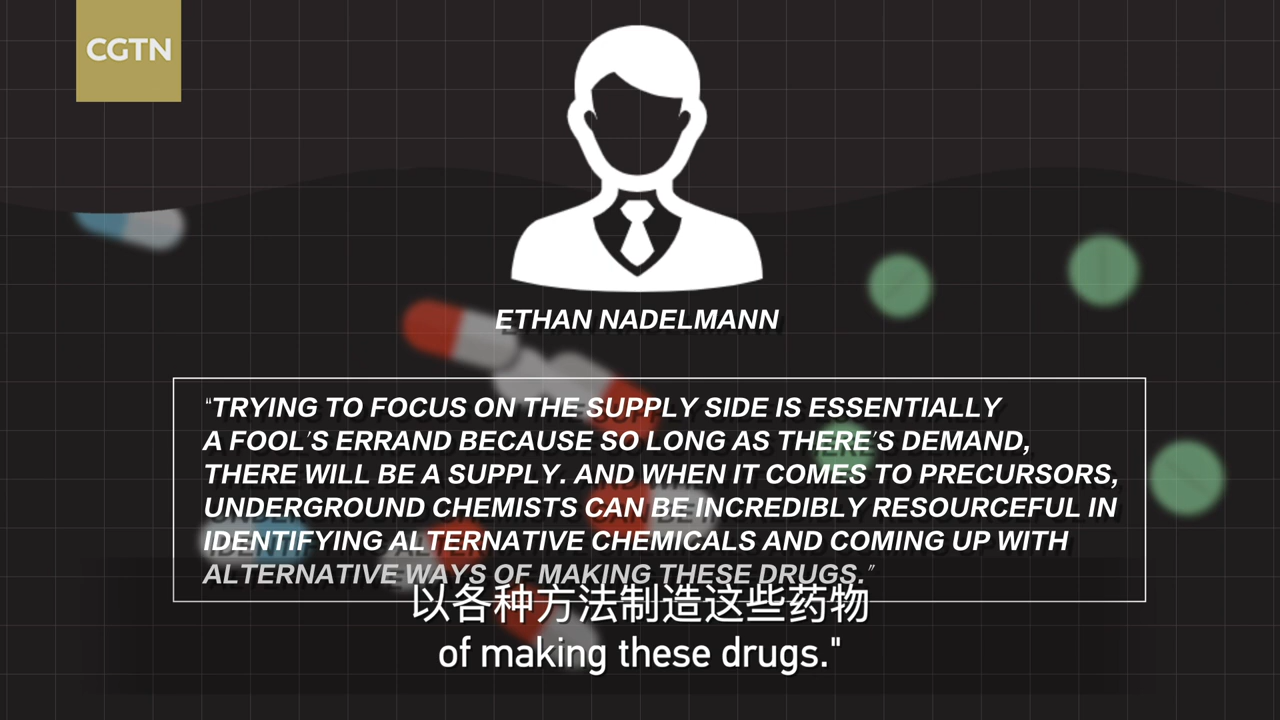 CGTN
ETHAN NADELMANN
“TRYING TO FOCUS ON THE SUPPLY SIDE IS ESSENTIALLY
A FOOL'S ERRAND BECAUSE SO LONG AS THERE'S DEMAND,
THERE WILL BE A SUPPLY. AND WHEN IT COMES TO PRECURSORS,
UNDERGROUND CHEMISTS CAN BE INCREDIBLY RESOURCEFUL IN
IDENTIFYING ALTERNATIVE CHEMICALS AND COMING UP WITH
ALTERNATIVE WAYS OF MAKING THESE DRUGS.”
以各种方法制造这些药物
of making these drugs."